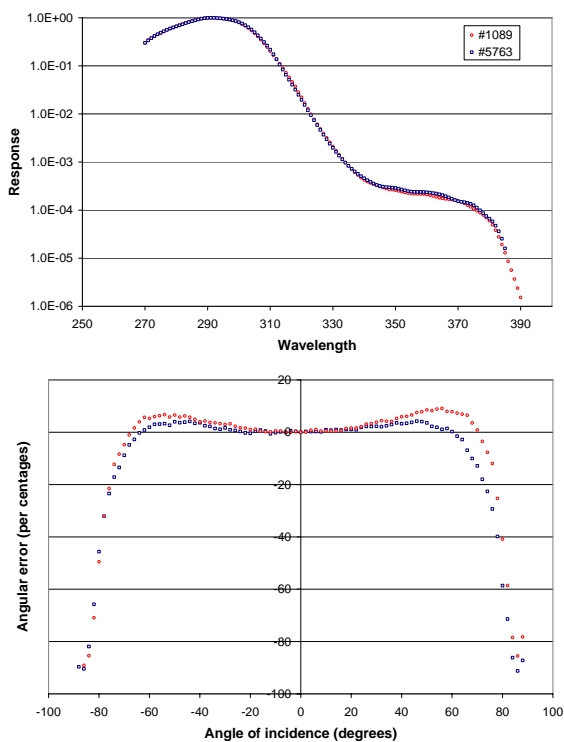 1.0E+00
#1089
#5763
1.0E-01
1.0E-02
1.0E-03
1.0E-04
1.0E-05
1.0E-06
Response
250 270 290 310 330 350 370 390
Wavelength
20
0
-20
-40
-60
-80
-100
Angular error (per centages)
-100 -80 -60 -40 -20 0 20 40 60 80 100
Angle of incidence (degrees)